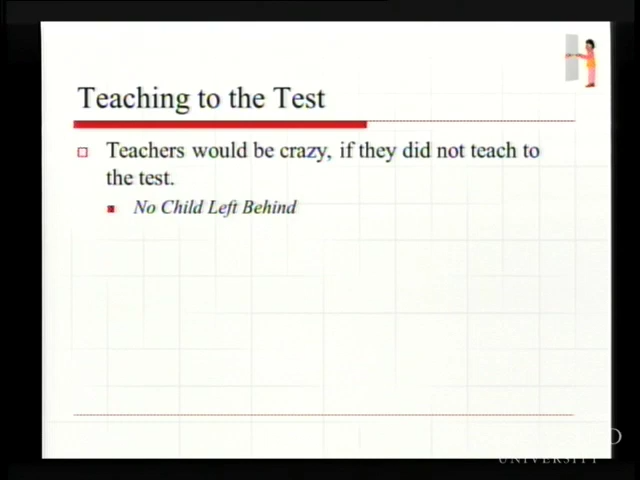 Teaching to the Test
Teachers would be crazy, if they did not teach to
the test.
No Child Left Behind
UNIVERSITY